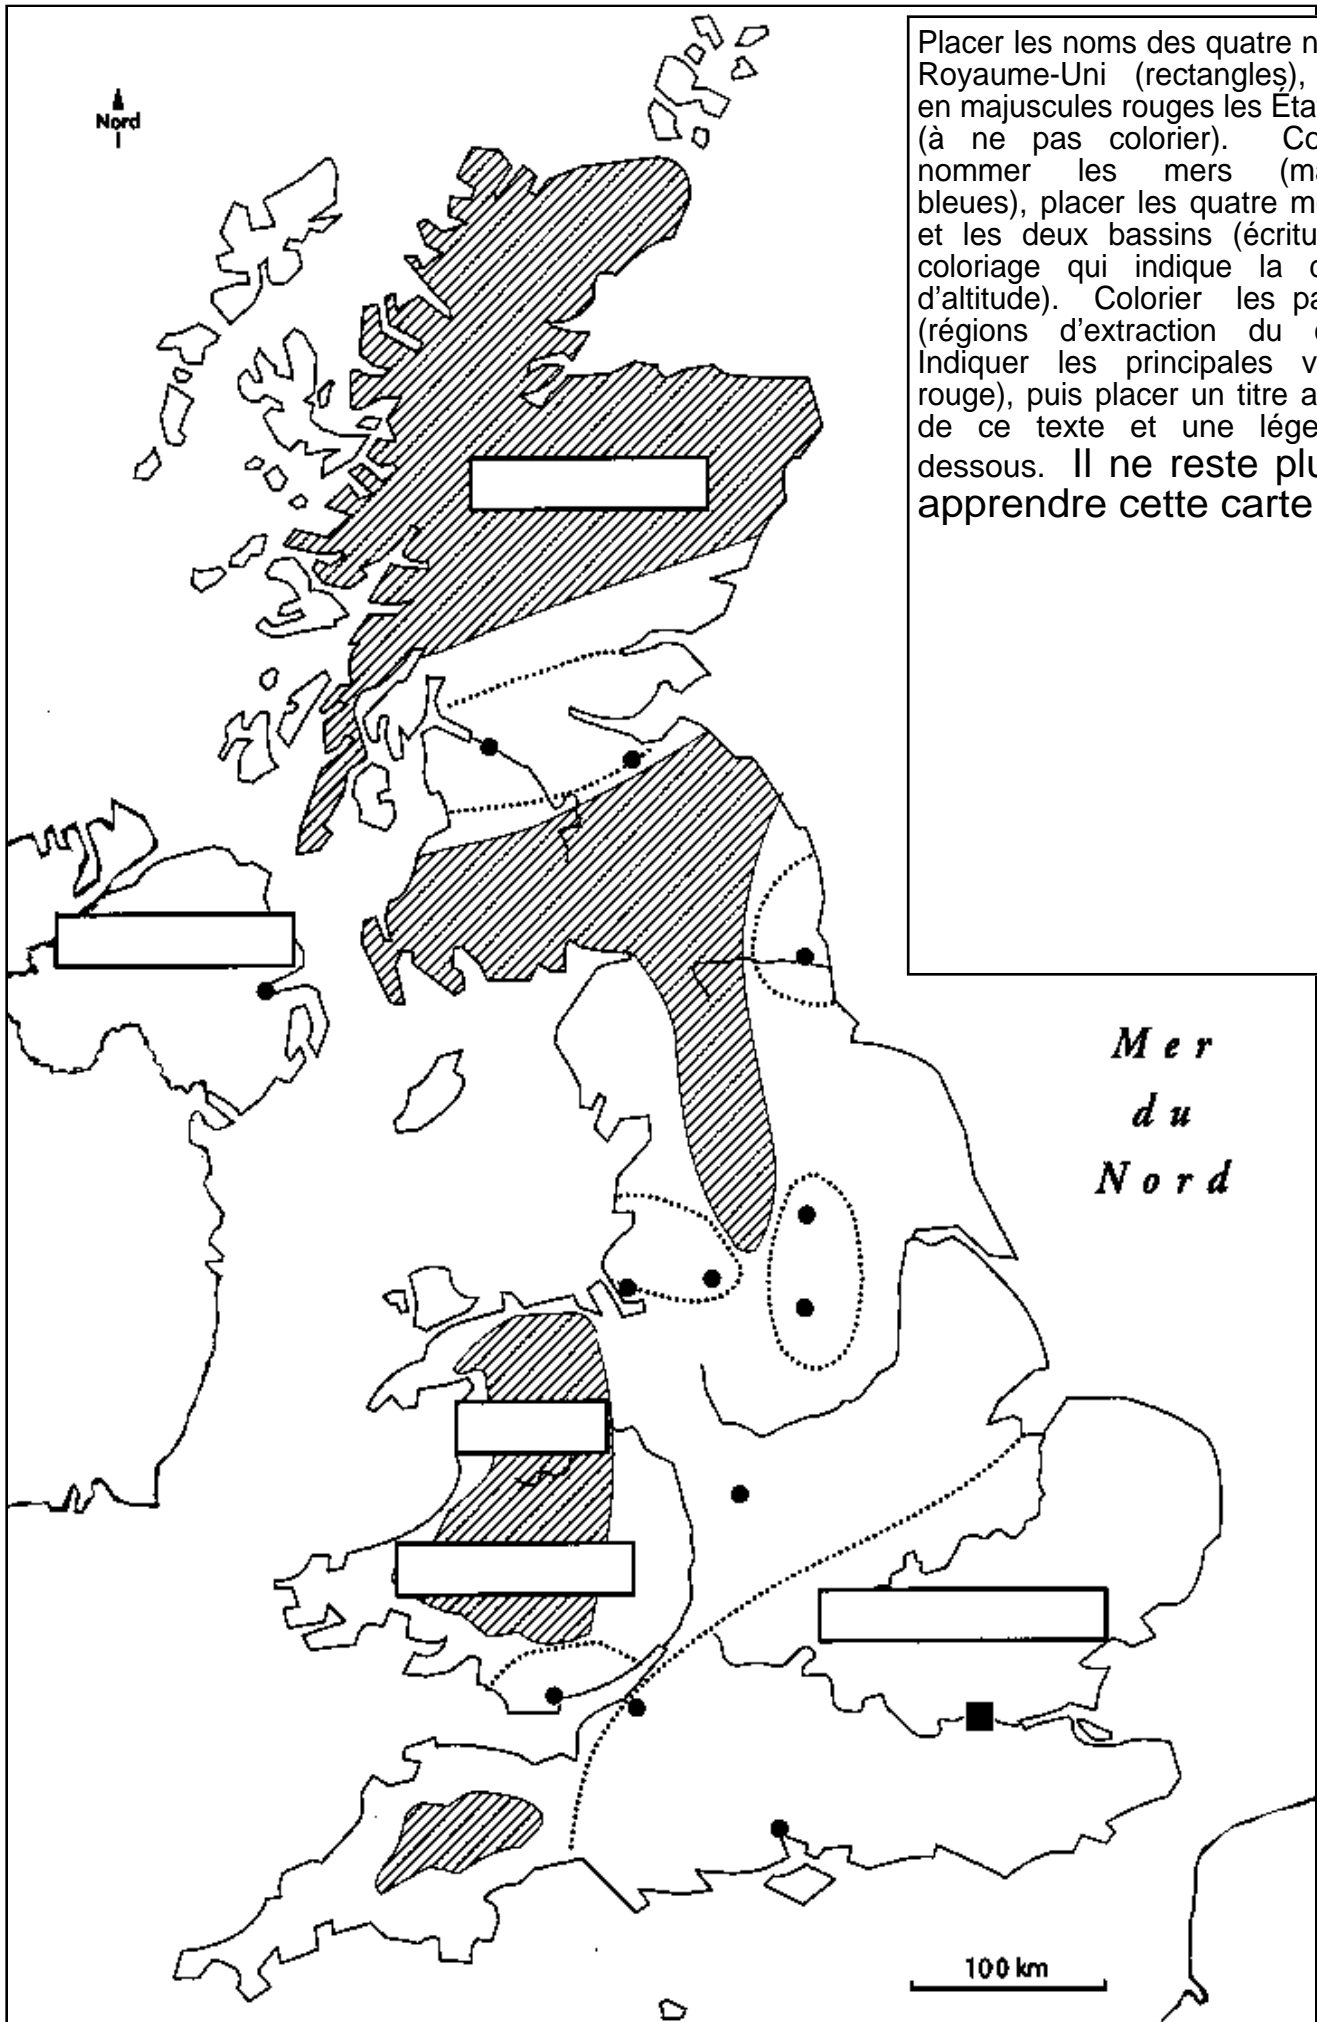 Nord
Placer les noms des quatre n
Royaume-Uni (rectangles),
en majuscules rouges les Éta
(à ne pas colorier). Co
nommer les mers (ma
bleues), placer les quatre m
et les deux bassins (écritu
coloriage qui indique la c
d'altitude). Colorier les pa
(régions d'extraction du c
Indiquer les principales v
rouge), puis placer un titre a
de ce texte et une lége
dessous. Il ne reste plu
apprendre cette carte
Mer
du
Nord
100 km